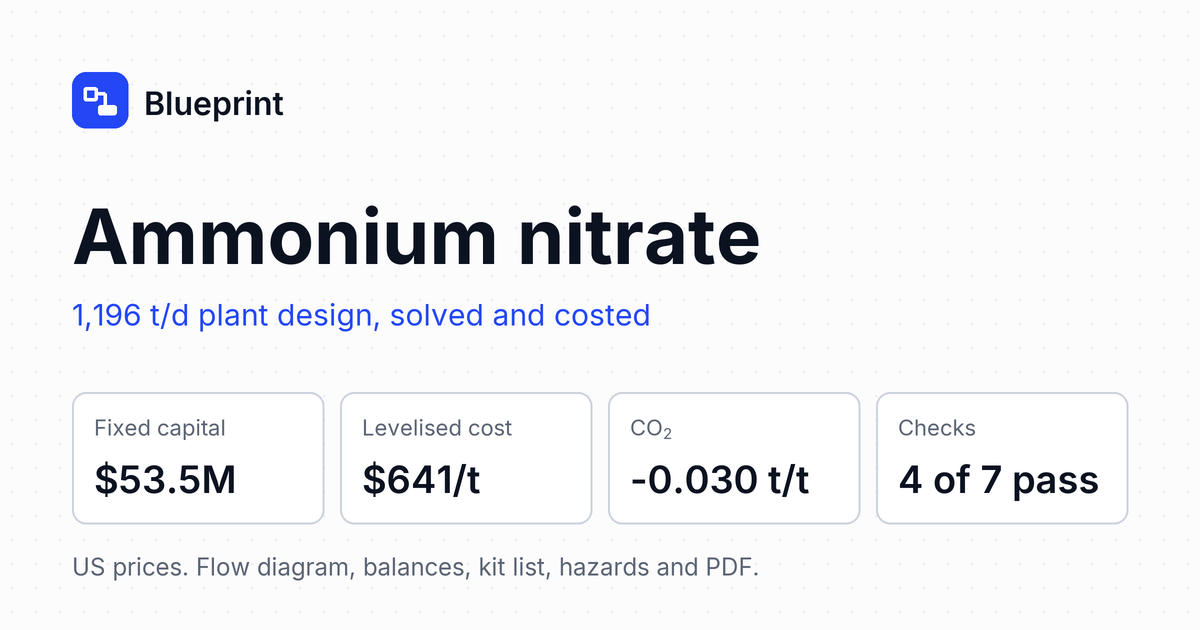 Blueprint
Ammonium nitrate
1,196 t/d plant design, solved and costed
Fixed capital
$53.5M
Levelised cost
$641/t
CO₂
-0.030 t/t
Checks
4 of 7 pass
US prices. Flow diagram, balances, kit list, hazards and PDF.